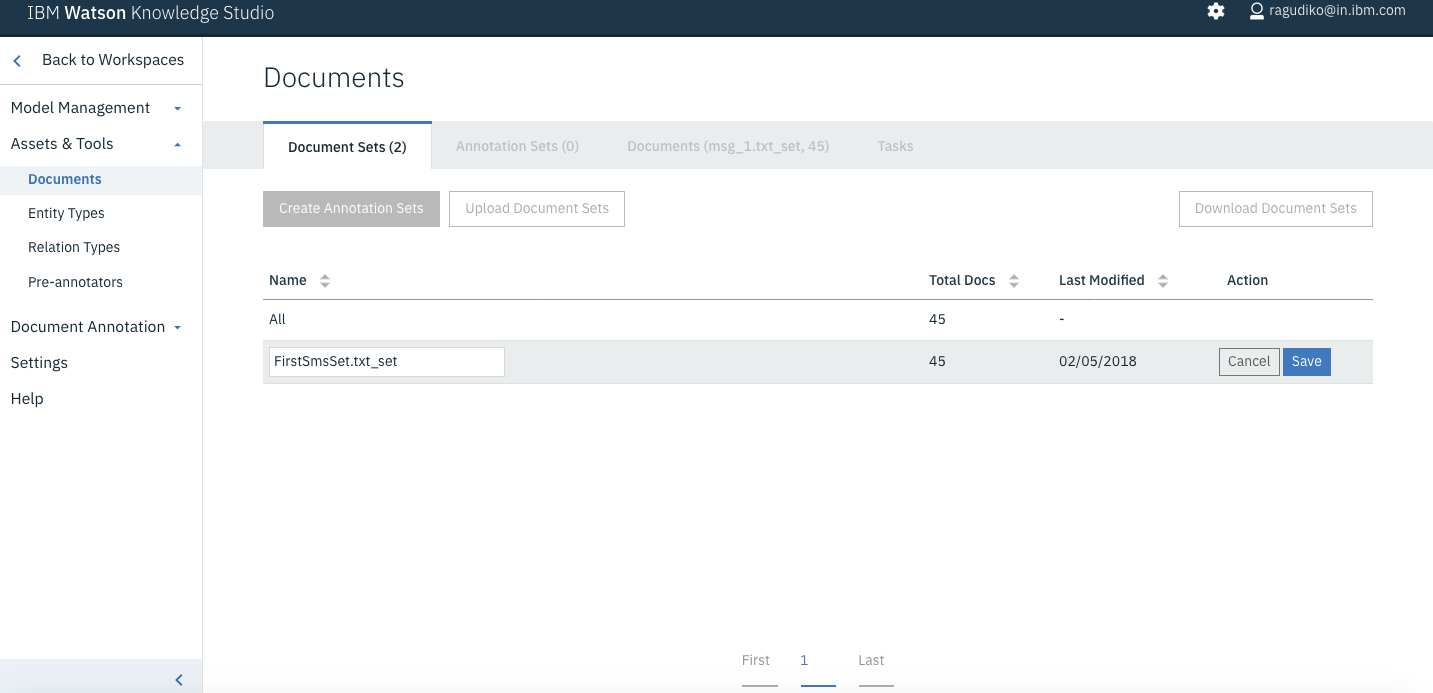 IBM Watson Knowledge Studio
ragudiko@in.ibm.com
Back to Workspaces
Model Management
Assets & Tools
Documents
Entity Types
Relation Types
Pre-annotators
Document Annotation
Settings
Help
Documents
Document Sets (2) Annotation Sets (0) Documents (msg_1.txt_set, 45) Tasks
Create Annotation Sets Upload Document Sets Download Document Sets
Name Total Docs Last Modified Action
All 45 -
FirstSmsSet.txt_set 45 02/05/2018 Cancel Save
First 1 Last